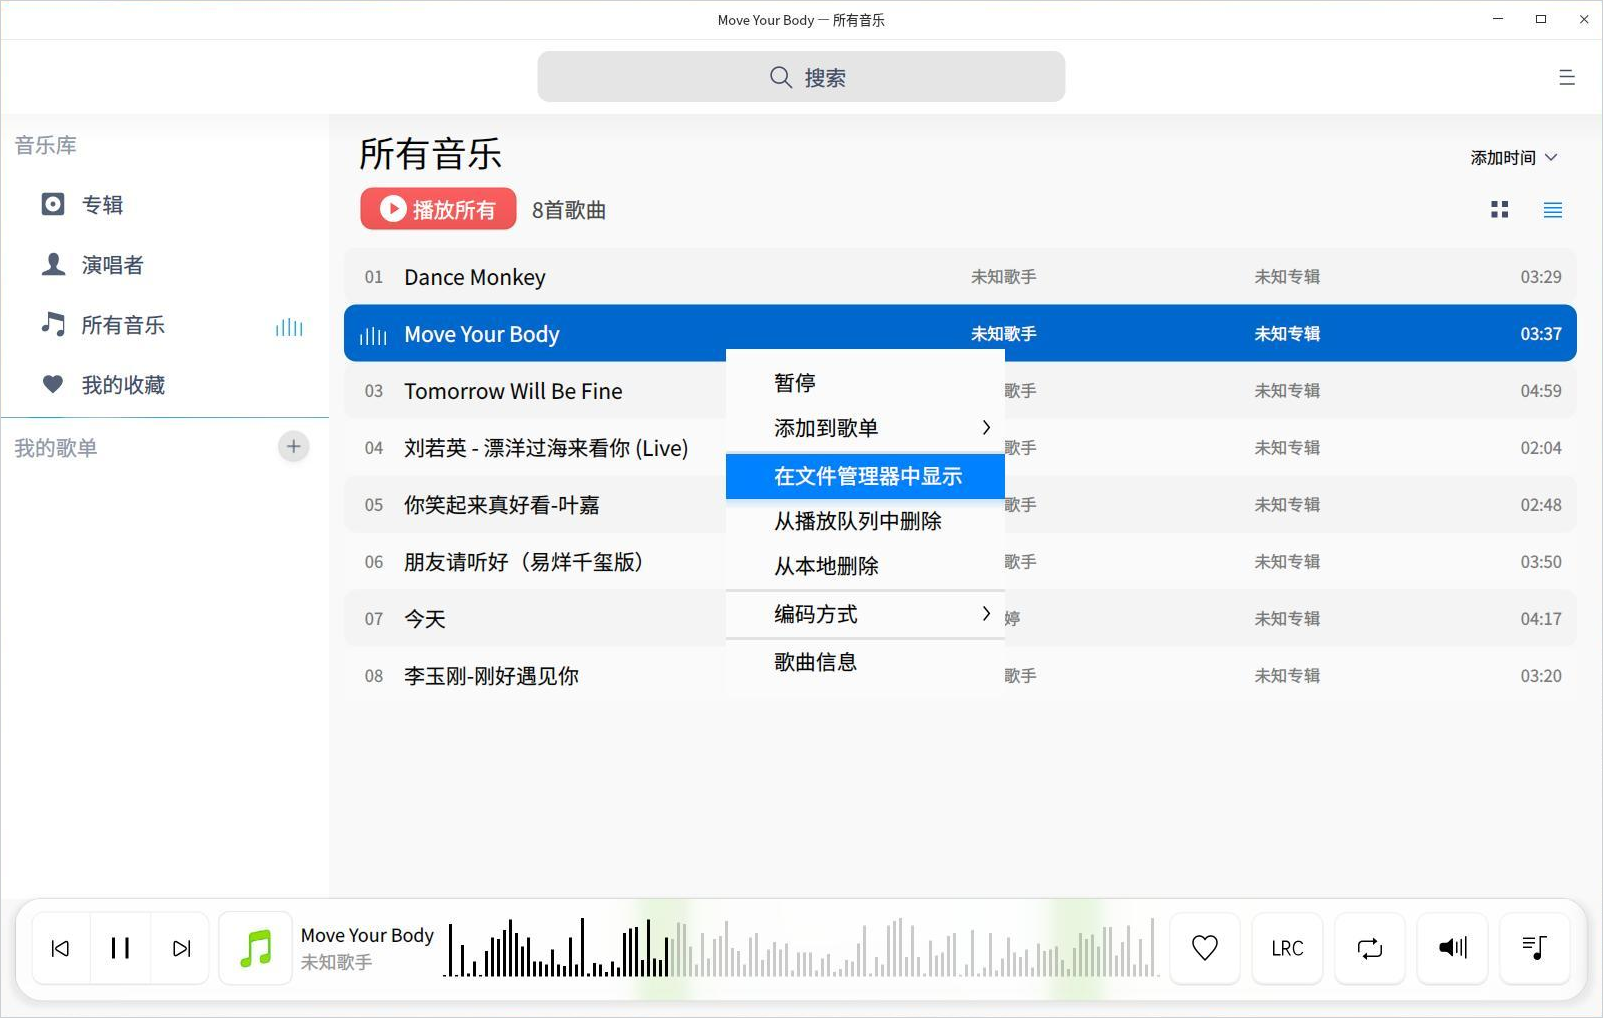 Move Your Body — 所有音乐
搜索
音乐库
专辑
演唱者
所有音乐
我的收藏
我的歌单
所有音乐
添加时间
播放所有 8首歌曲
01 Dance Monkey 未知歌手 未知专辑 03:29
Move Your Body 未知歌手 未知专辑 03:37
03 Tomorrow Will Be Fine 歌手 未知专辑 04:59
04 刘若英 - 漂洋过海来看你 (Live) 歌手 未知专辑 02:04
05 你笑起来真好看-叶嘉 歌手 未知专辑 02:48
06 朋友请听好（易烊千玺版） 歌手 未知专辑 03:50
07 今天 婷 未知专辑 04:17
08 李玉刚-刚好遇见你 歌手 未知专辑 03:20
暂停
添加到歌单
在文件管理器中显示
从播放队列中删除
从本地删除
编码方式
歌曲信息
Move Your Body
未知歌手
LRC